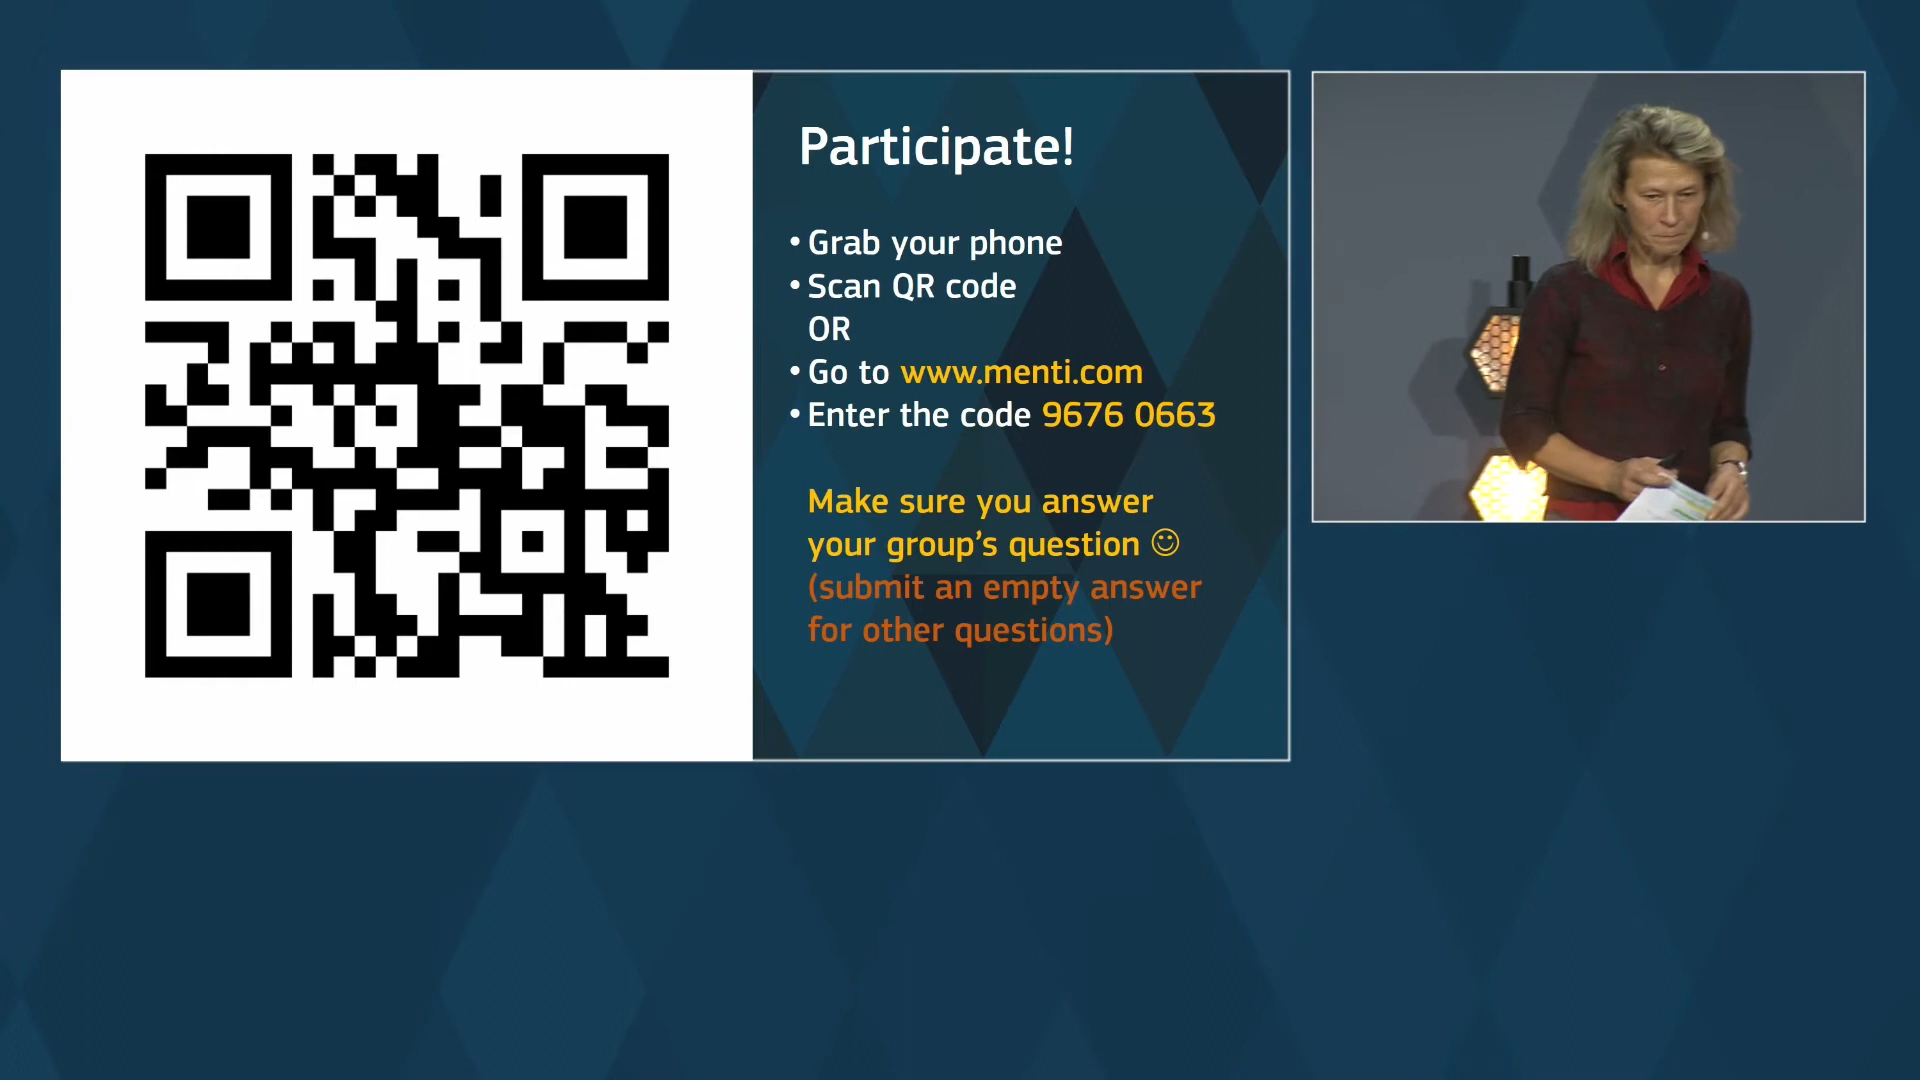 Participate!
• Grab your phone
• Scan QR code
OR
• Go to www.menti.com
• Enter the code 9676 0663
Make sure you answer
your group's question ☺
(submit an empty answer
for other questions)